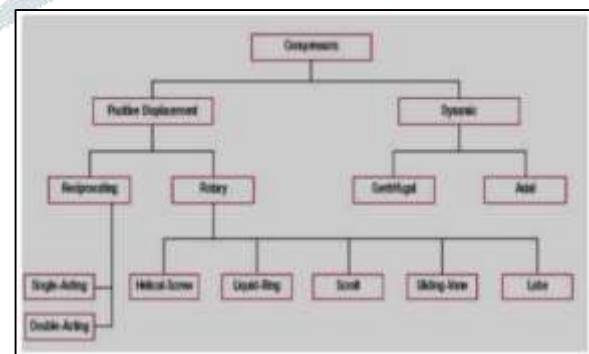 Compressors
Positive Displacement
Dynamic
Reciprocating
Rotary
Centrifugal
Axial
Single-Acting
Helical-Screw
Liquid-Ring
Scroll
Sliding-Vane
Lobe
Double-Acting